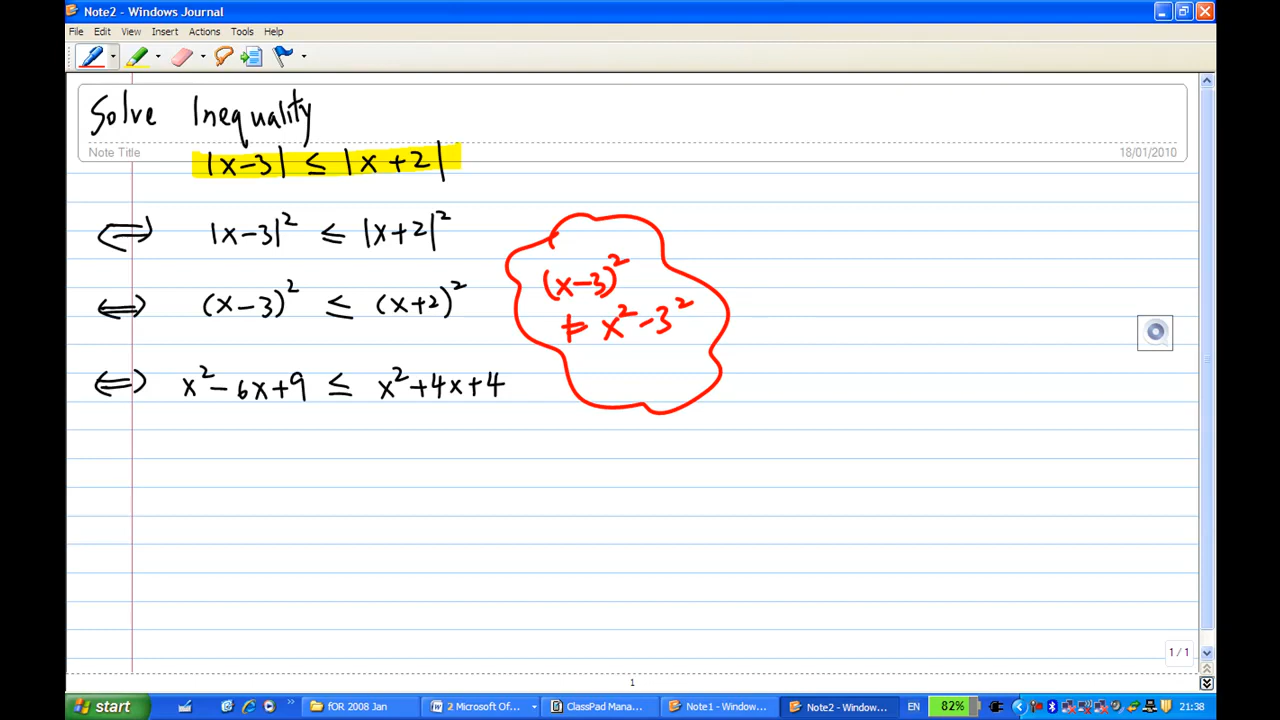 Note2 - Windows Journal
File Edit View Insert Actions Tools Help
Solve Inequality
|x-3| ≤ |x+2|
Note Title
18/01/2010
⇔ |x-3|² ≤ |x+2|²
⇔ (x-3)² ≤ (x+2)²
(x-3)²
≠ x²-3²
⇔ x²-6x+9 ≤ x²+4x+4
1 / 1
1
start
fOR 2008 Jan
2 Microsoft Of...
ClassPad Mana...
Note1 - Window...
Note2 - Window...
EN
82%
21:38